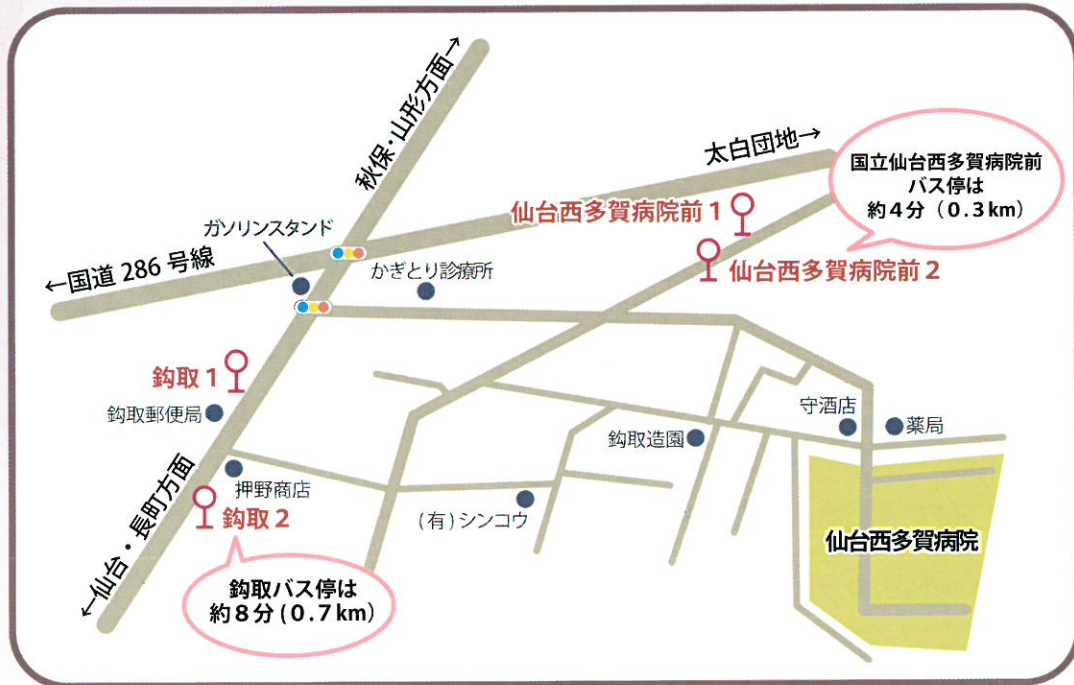 秋保・山形方面→
太白団地→
国立仙台西多賀病院前
バス停は
約4分（0.3km）
仙台西多賀病院前1
ガソリンスタンド
←国道286号線
かぎとり診療所
仙台西多賀病院前2
鈎取1
鈎取郵便局
守酒店
薬局
鈎取造園
押野商店
(有)シンコウ
鈎取2
←仙台・長町方面
仙台西多賀病院
鈎取バス停は
約8分(0.7km)